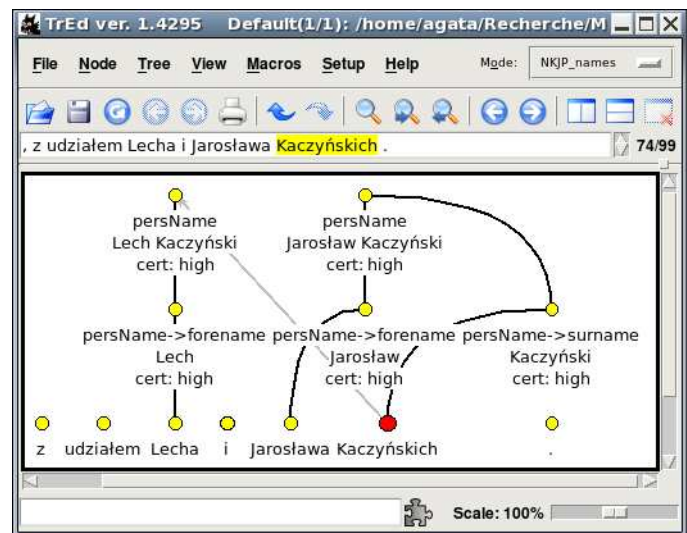 TrEd ver. 1.4295 Default(1/1): /home/agata/Recherche/M
File Node Tree View Macros Setup Help Mode: NKJP_names
, z udziałem Lecha i Jarosława Kaczyńskich . 74/99
persName persName
Lech Kaczyński Jarosław Kaczyński
cert: high cert: high
persName->forename persName->forename persName->surname
Lech Jarosław Kaczyński
cert: high cert: high cert: high
z udziałem Lecha i Jarosława Kaczyńskich .
Scale: 100%